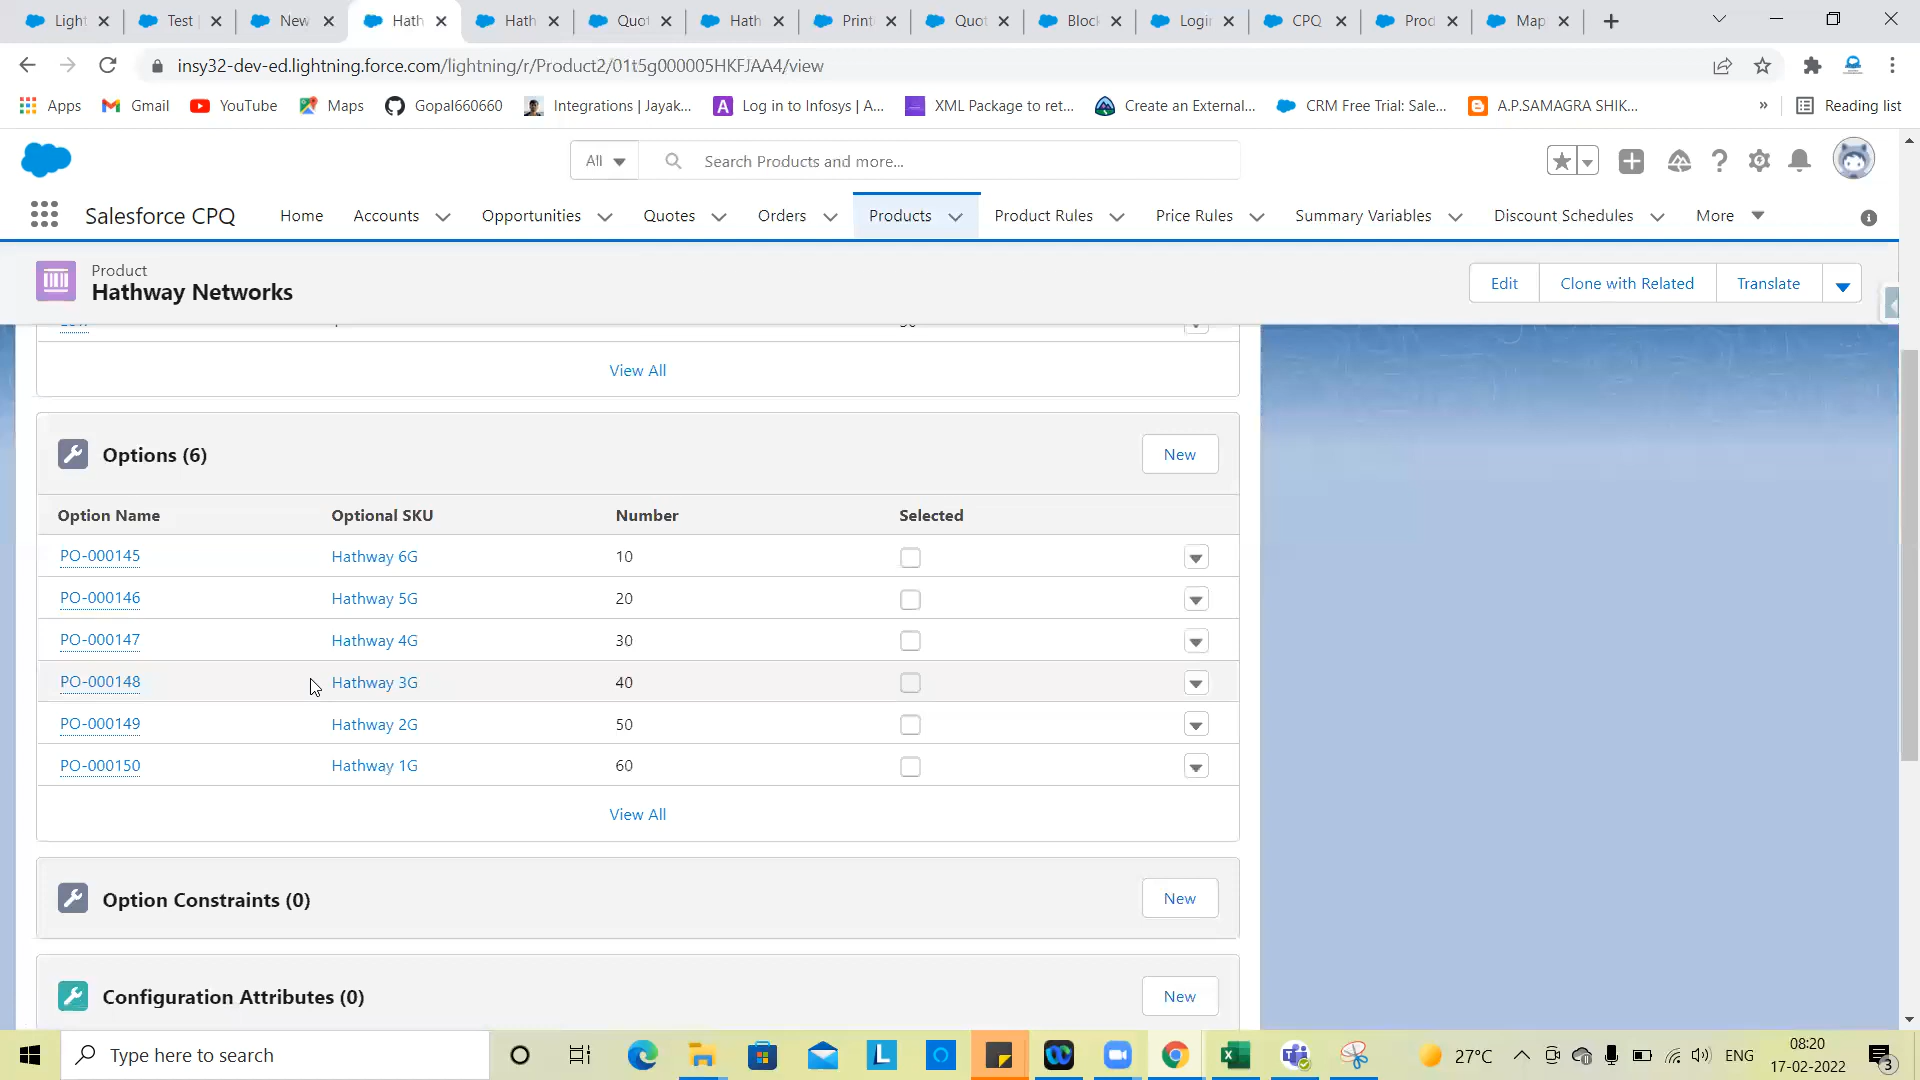 Light
Test
New
Hath
Hath
Quot
Hath
Print
Quot
Block
Login
CPQ
Prod
Map
insy32-dev-ed.lightning.force.com/lightning/r/Product2/01t5g000005HKFJAA4/view
Apps
Gmail
YouTube
Maps
Gopal660060
Integrations | Jayak...
Log in to Infosys | A...
XML Package to ret...
Create an External...
CRM Free Trial: Sale...
A.P.SAMAGRA SHIK...
»
Reading list
All
Search Products and more...
Salesforce CPQ
Home
Accounts
Opportunities
Quotes
Orders
Products
Product Rules
Price Rules
Summary Variables
Discount Schedules
More
Product
Hathway Networks
Edit
Clone with Related
Translate
View All
Options (6)
New
Option Name Optional SKU Number Selected
PO-000145 Hathway 6G 10
PO-000146 Hathway 5G 20
PO-000147 Hathway 4G 30
PO-000148 Hathway 3G 40
PO-000149 Hathway 2G 50
PO-000150 Hathway 1G 60
View All
Option Constraints (0)
New
Configuration Attributes (0)
New
Type here to search
27°C
ENG
08:20
17-02-2022
3